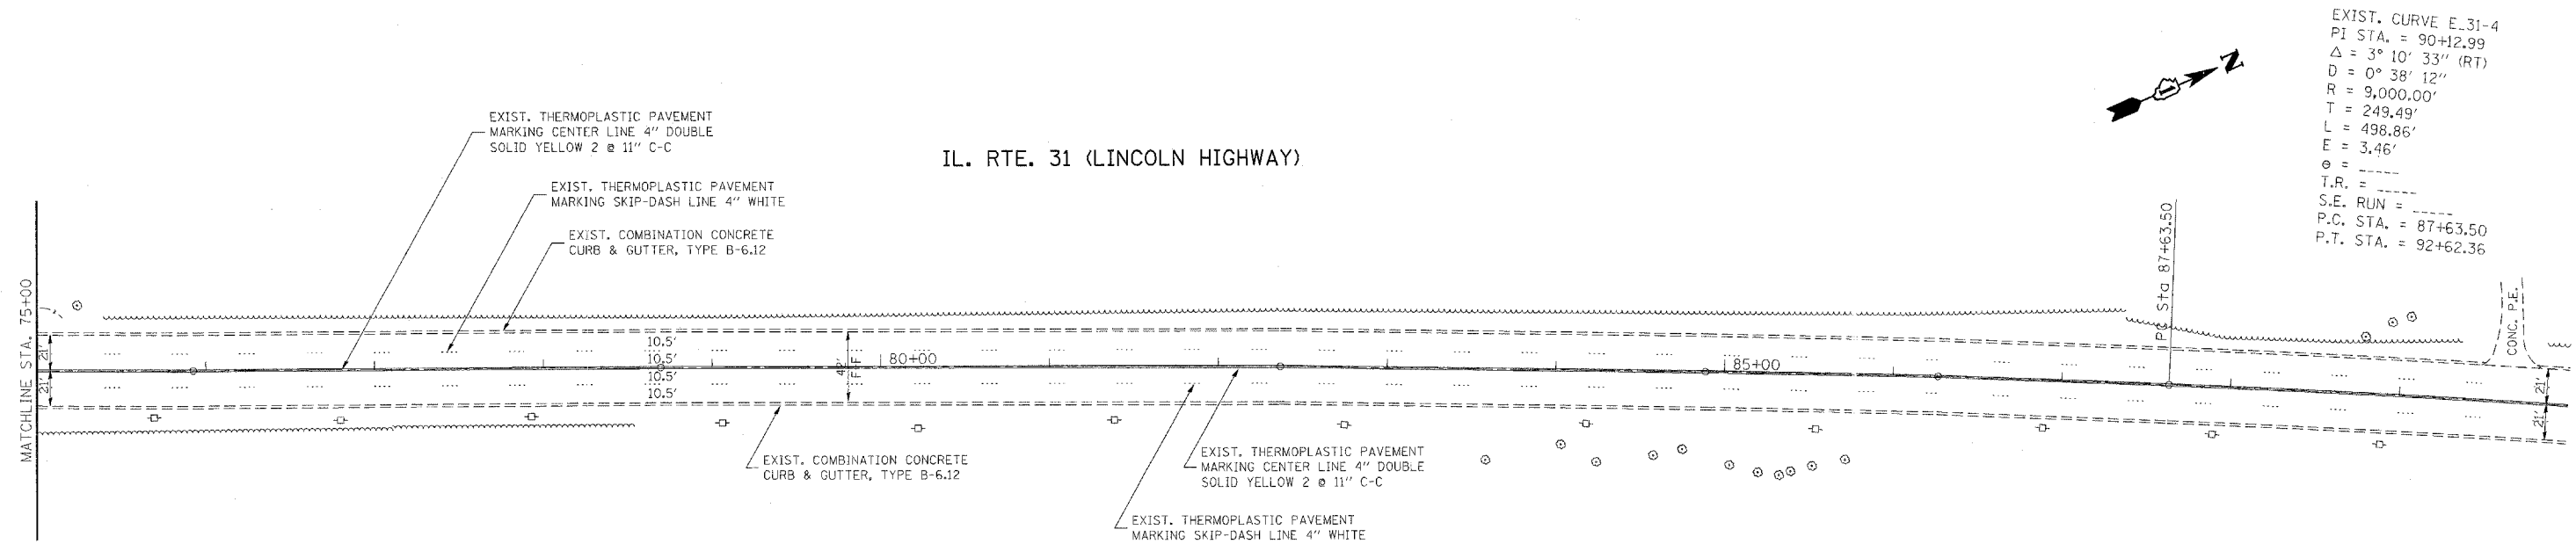 EXIST. CURVE E_31-4
PI STA. = 90+12.99
Δ = 3° 10' 33" (RT)
D = 0° 38' 12"
R = 9,000.00'
T = 249.49'
L = 498.86'
E = 3.46'
e = _____
T.R. = _____
S.E. RUN = _____
P.C. STA. = 87+63.50
P.T. STA. = 92+62.36
N
EXIST. THERMOPLASTIC PAVEMENT
MARKING CENTER LINE 4" DOUBLE
SOLID YELLOW 2 @ 11" C-C
IL. RTE. 31 (LINCOLN HIGHWAY)
EXIST. THERMOPLASTIC PAVEMENT
MARKING SKIP-DASH LINE 4" WHITE
EXIST. COMBINATION CONCRETE
CURB & GUTTER, TYPE B-6.12
MATCHLINE STA. 75+00
PC Sta 87+63.50
CONC. P.E.
21'
21'
10.5'
10.5'
10.5'
10.5'
42'
F-F
80+00
85+00
21'
21'
EXIST. COMBINATION CONCRETE
CURB & GUTTER, TYPE B-6.12
EXIST. THERMOPLASTIC PAVEMENT
MARKING CENTER LINE 4" DOUBLE
SOLID YELLOW 2 @ 11" C-C
EXIST. THERMOPLASTIC PAVEMENT
MARKING SKIP-DASH LINE 4" WHITE